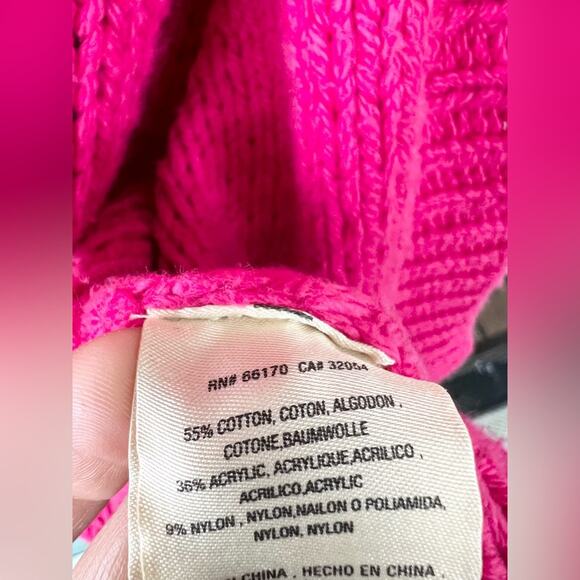 RN# 66170 CA# 32054
55% COTTON, COTON, ALGODON ,
COTONE,BAUMWOLLE
36% ACRYLIC, ACRYLIQUE,ACRILICO ,
ACRILICO,ACRYLIC
9% NYLON , NYLON,NAILON O POLIAMIDA,
NYLON, NYLON
CHINA , HECHO EN CHINA ,